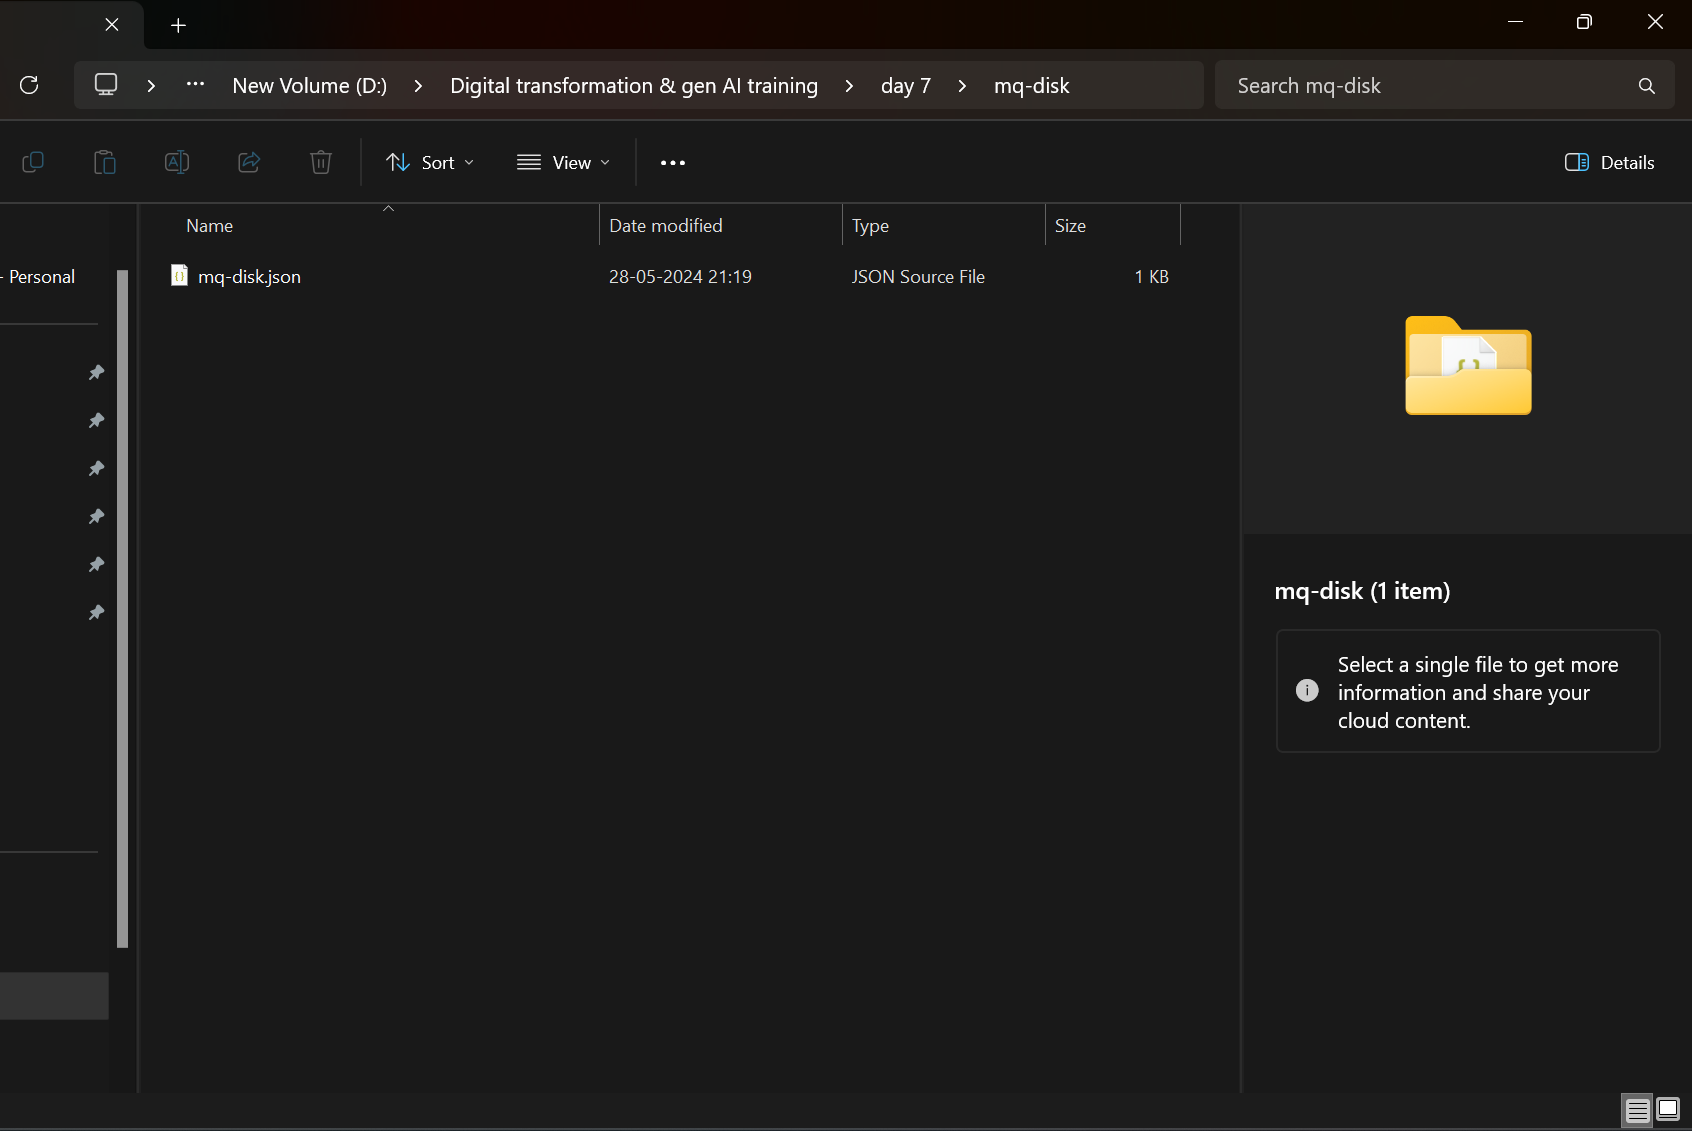 New Volume (D:) Digital transformation & gen AI training day 7 mq-disk Search mq-disk
Sort View Details
Name Date modified Type Size
- Personal
mq-disk.json 28-05-2024 21:19 JSON Source File 1 KB
mq-disk (1 item)
Select a single file to get more
information and share your
cloud content.